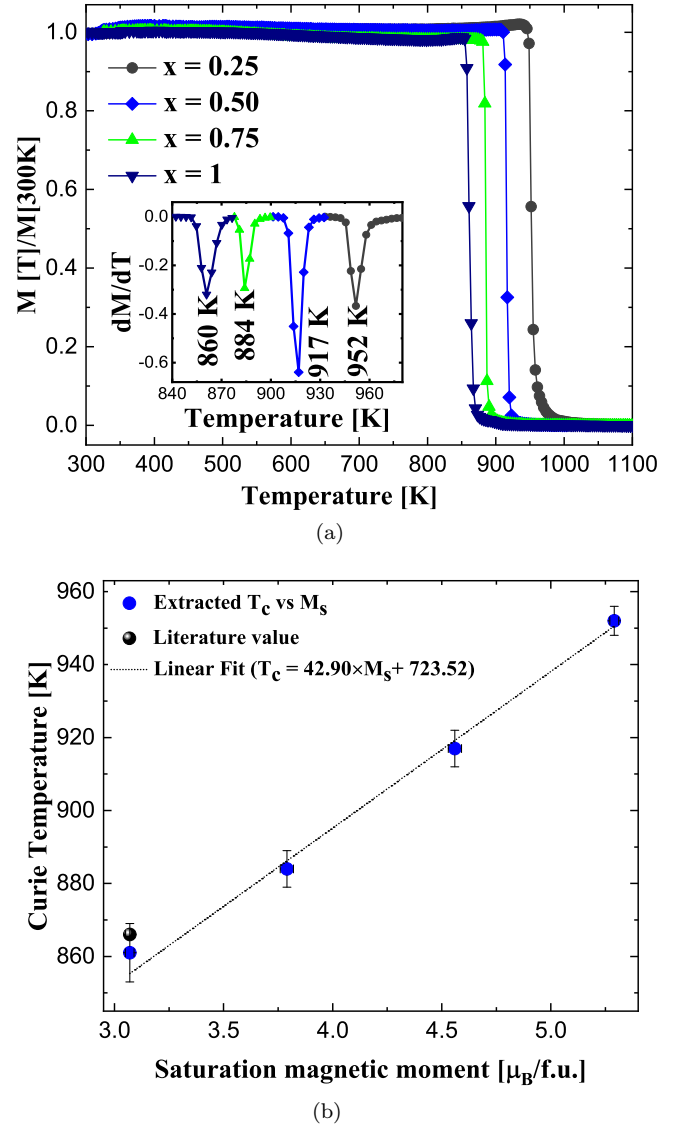 1.0
0.8
0.6
0.4
0.2
0.0
M [T]/M[300K]
x = 0.25
x = 0.50
x = 0.75
x = 1
0.0
-0.2
-0.4
-0.6
dM/dT
860 K
884 K
917 K
952 K
840 870 900 930 960
Temperature [K]
300 400 500 600 700 800 900 1000 1100
Temperature [K]
(a)
960
940
920
900
880
860
Curie Temperature [K]
Extracted Tc vs Ms
Literature value
Linear Fit (Tc = 42.90×Ms+ 723.52)
3.0 3.5 4.0 4.5 5.0
Saturation magnetic moment [μB/f.u.]
(b)